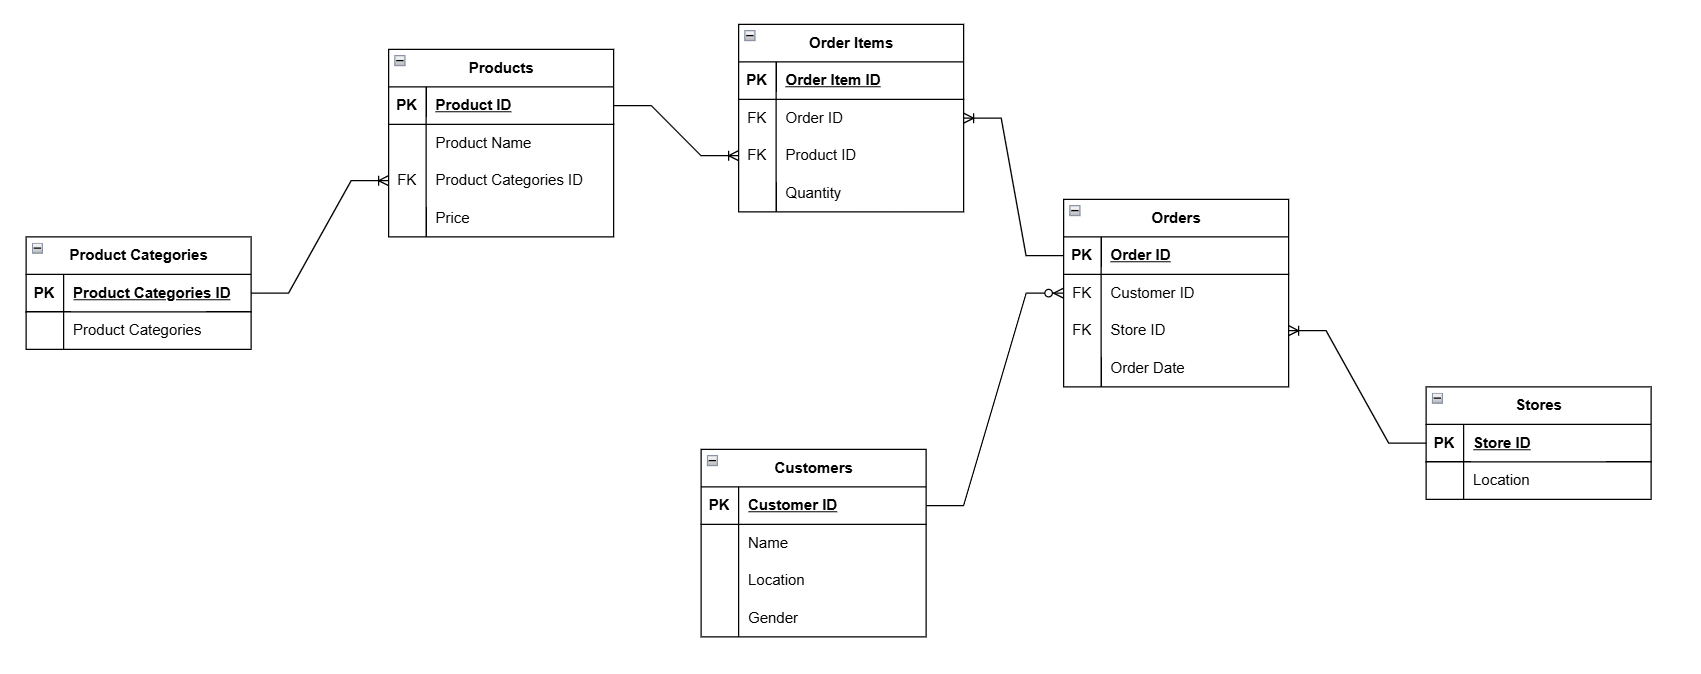 Product Categories
PK Product Categories ID
Product Categories
Products
PK Product ID
Product Name
FK Product Categories ID
Price
Order Items
PK Order Item ID
FK Order ID
FK Product ID
Quantity
Orders
PK Order ID
FK Customer ID
FK Store ID
Order Date
Customers
PK Customer ID
Name
Location
Gender
Stores
PK Store ID
Location